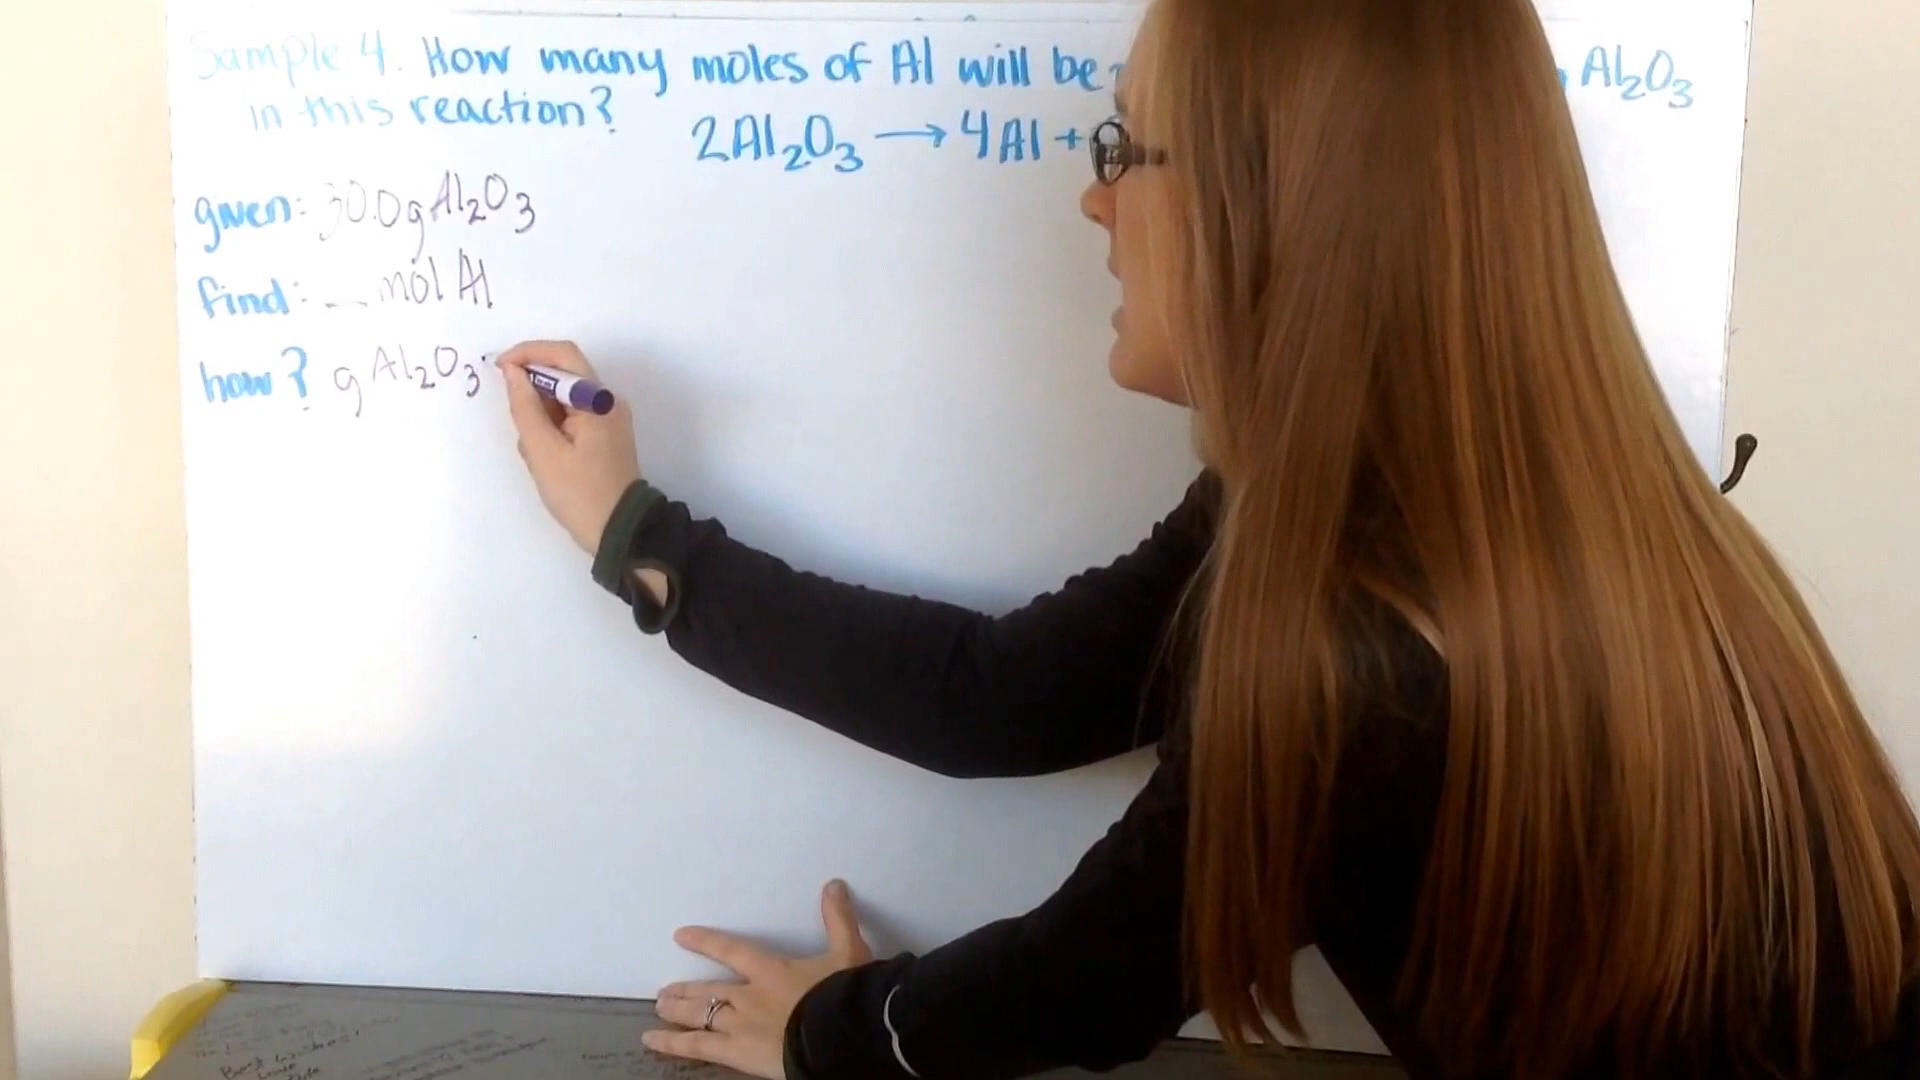 Sample 4. How many moles of Al will be Al₂O₃
in this reaction?
2Al₂O₃ → 4Al +
given: 30.0g Al₂O₃
find: __ mol Al
how? g Al₂O₃